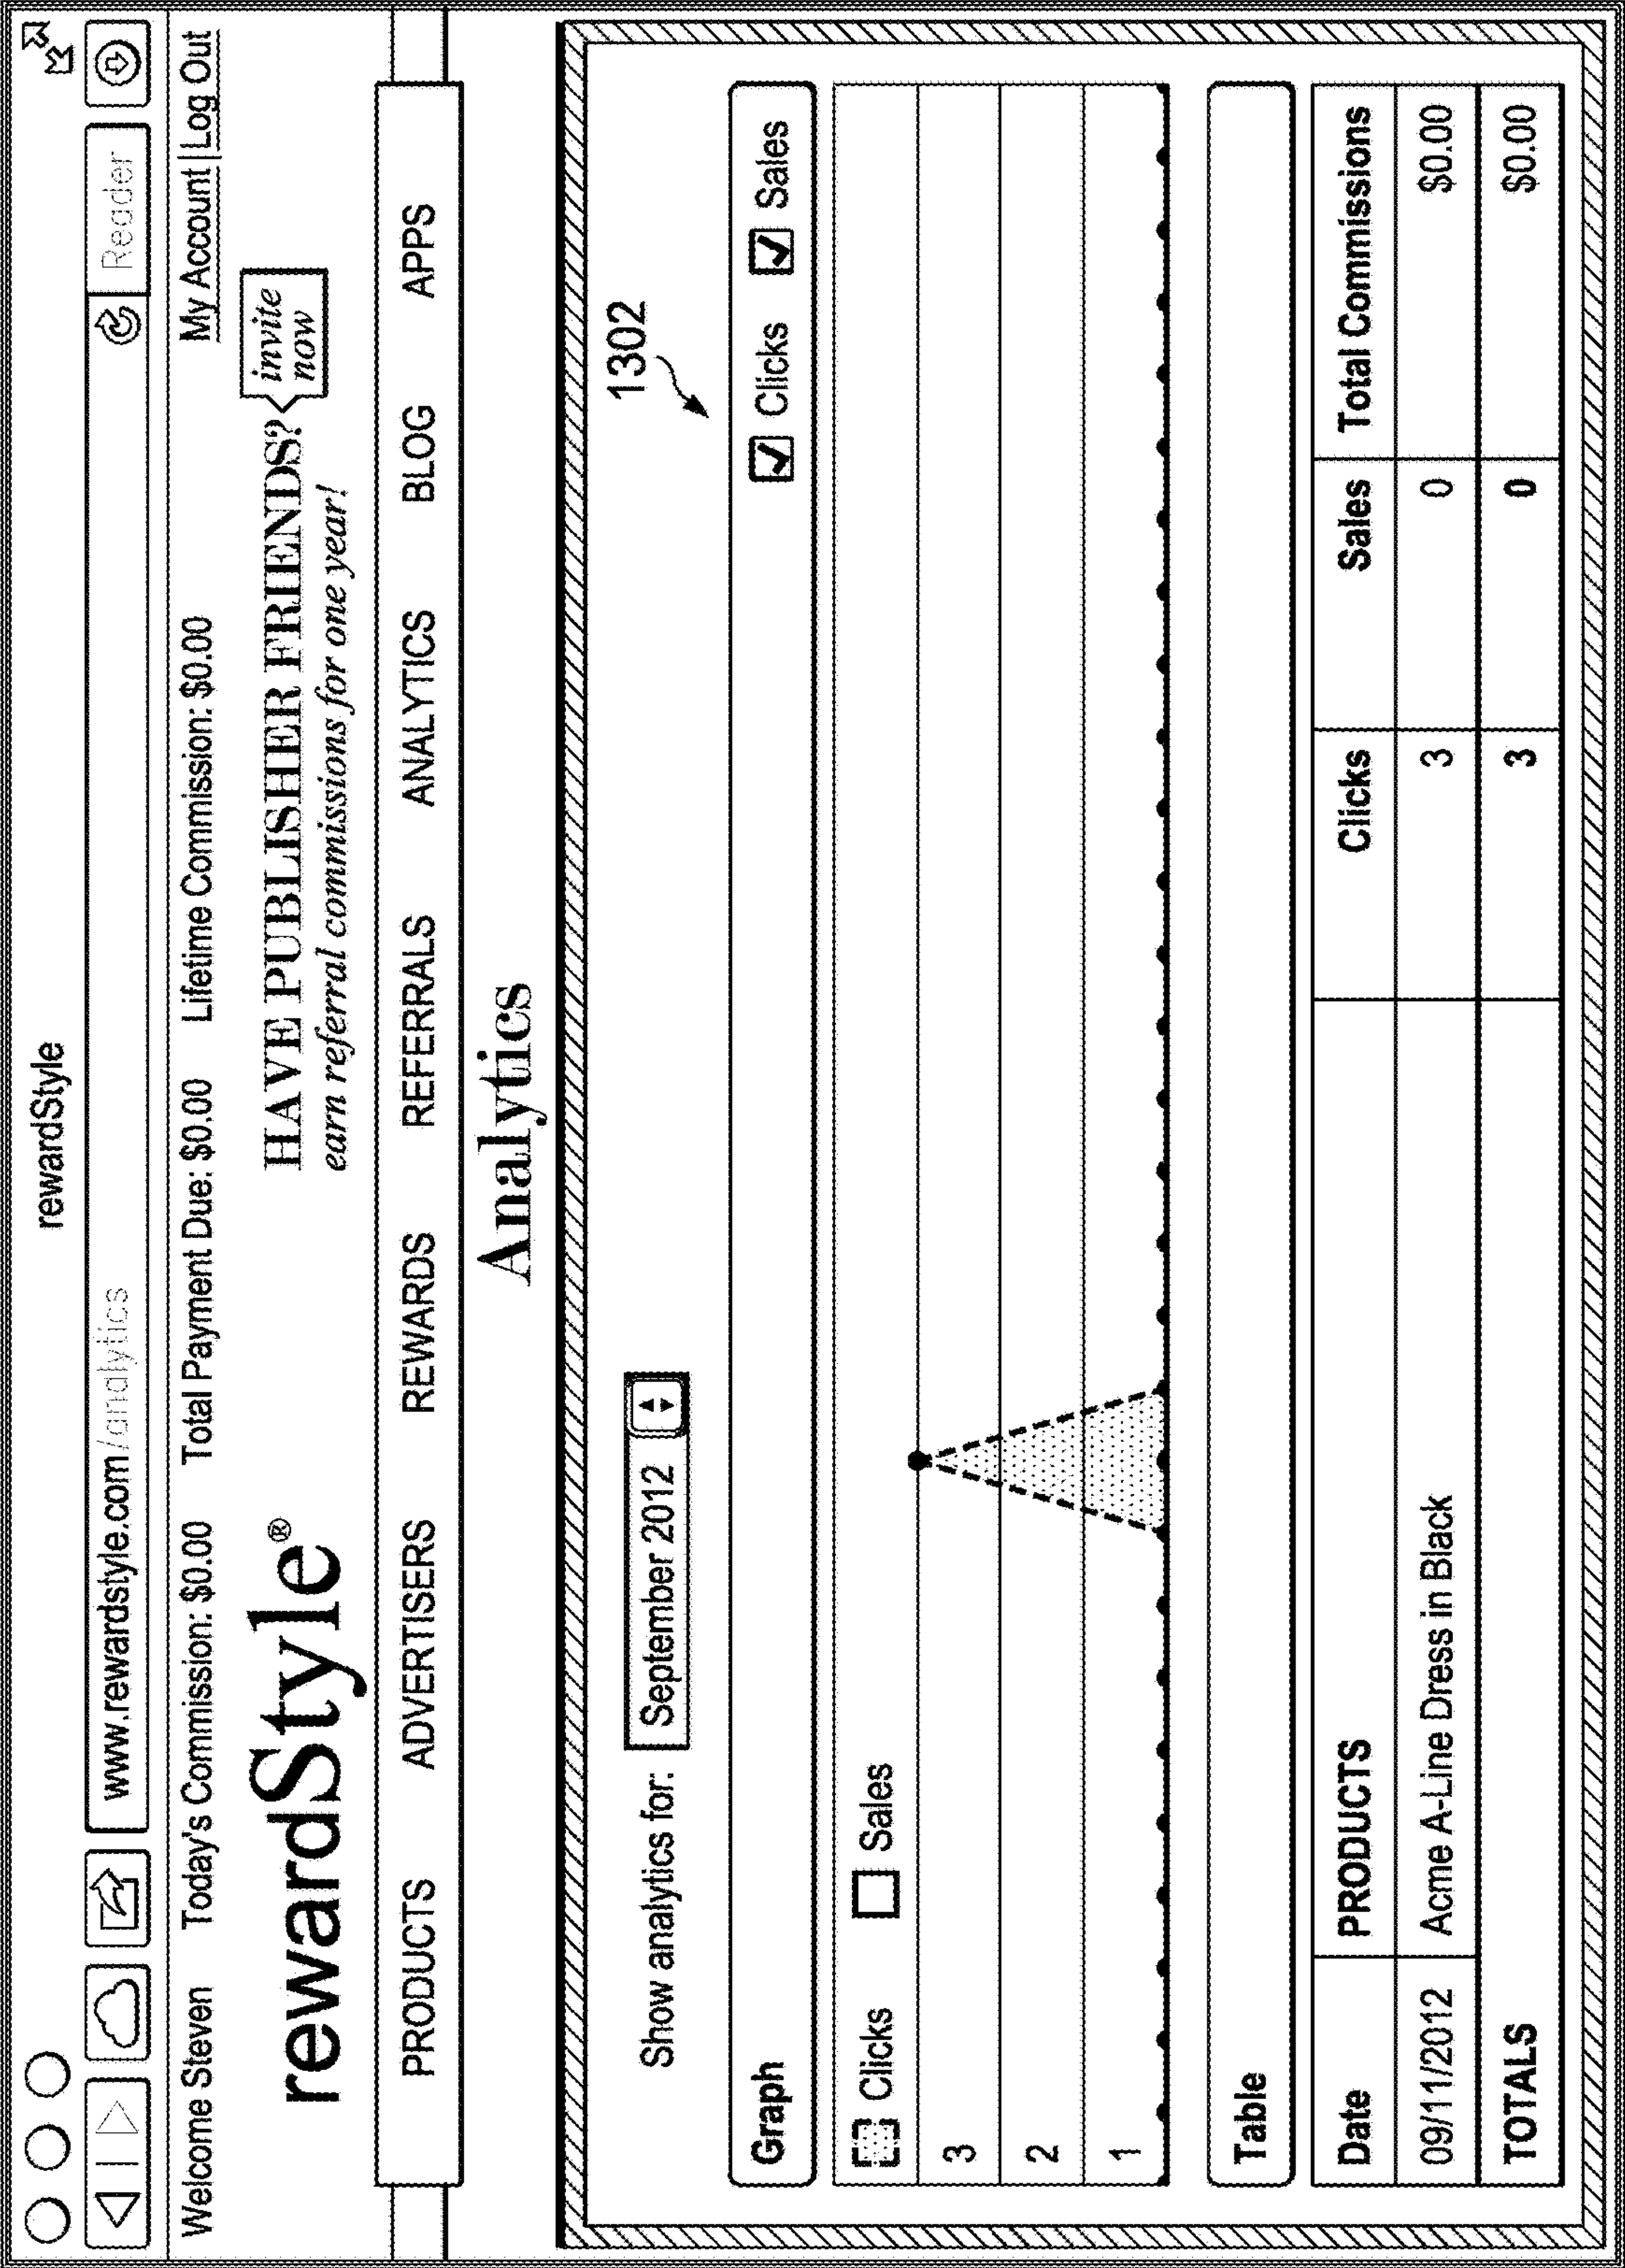 rewardStyle
www.rewardstyle.com/analytics
Reader
Welcome Steven Today's Commission: $0.00 Total Payment Due: $0.00 Lifetime Commission: $0.00 My Account|Log Out
rewardStyle®
HAVE PUBLISHER FRIENDS?
earn referral commissions for one year!
invite
now
PRODUCTS ADVERTISERS REWARDS REFERRALS ANALYTICS BLOG APPS
Analytics
Show analytics for: September 2012
1302
Graph Clicks Sales
Clicks Sales
3
2
1
Table
Date PRODUCTS Clicks Sales Total Commissions
09/11/2012 Acme A-Line Dress in Black 3 0 $0.00
TOTALS 3 0 $0.00